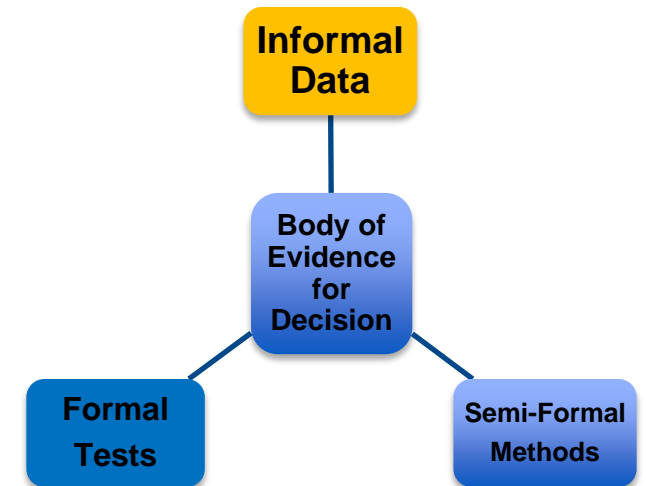 Informal
Data
Body of
Evidence
for
Decision
Formal
Tests
Semi-Formal
Methods